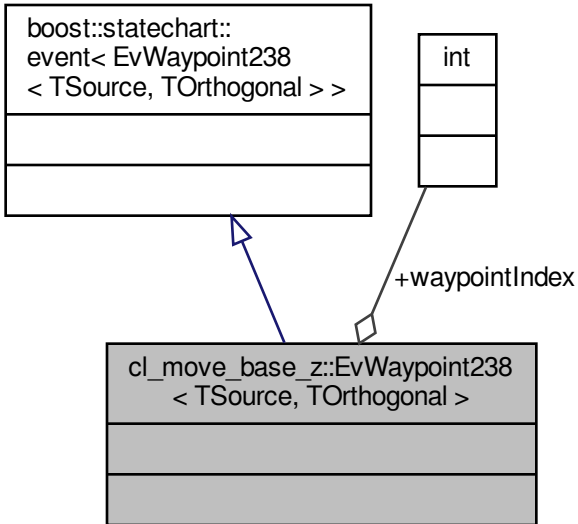 boost::statechart::
event< EvWaypoint238
< TSource, TOrthogonal > >
int
+waypointIndex
cl_move_base_z::EvWaypoint238
< TSource, TOrthogonal >